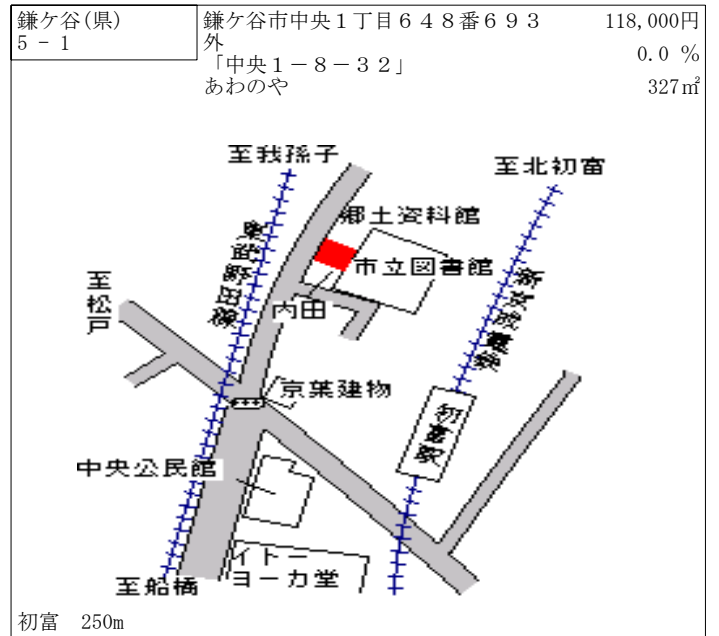 鎌ケ谷(県)
5 - 1
鎌ケ谷市中央1丁目648番693
外
「中央1-8-32」
あわのや
118,000円
0.0 %
327㎡
至我孫子
至北初富
郷土資料館
東武野田線
市立図書館
新京成電鉄
至松戸
内田
京葉建物
初富駅
中央公民館
イトー
ヨーカ堂
至船橋
初富 250m